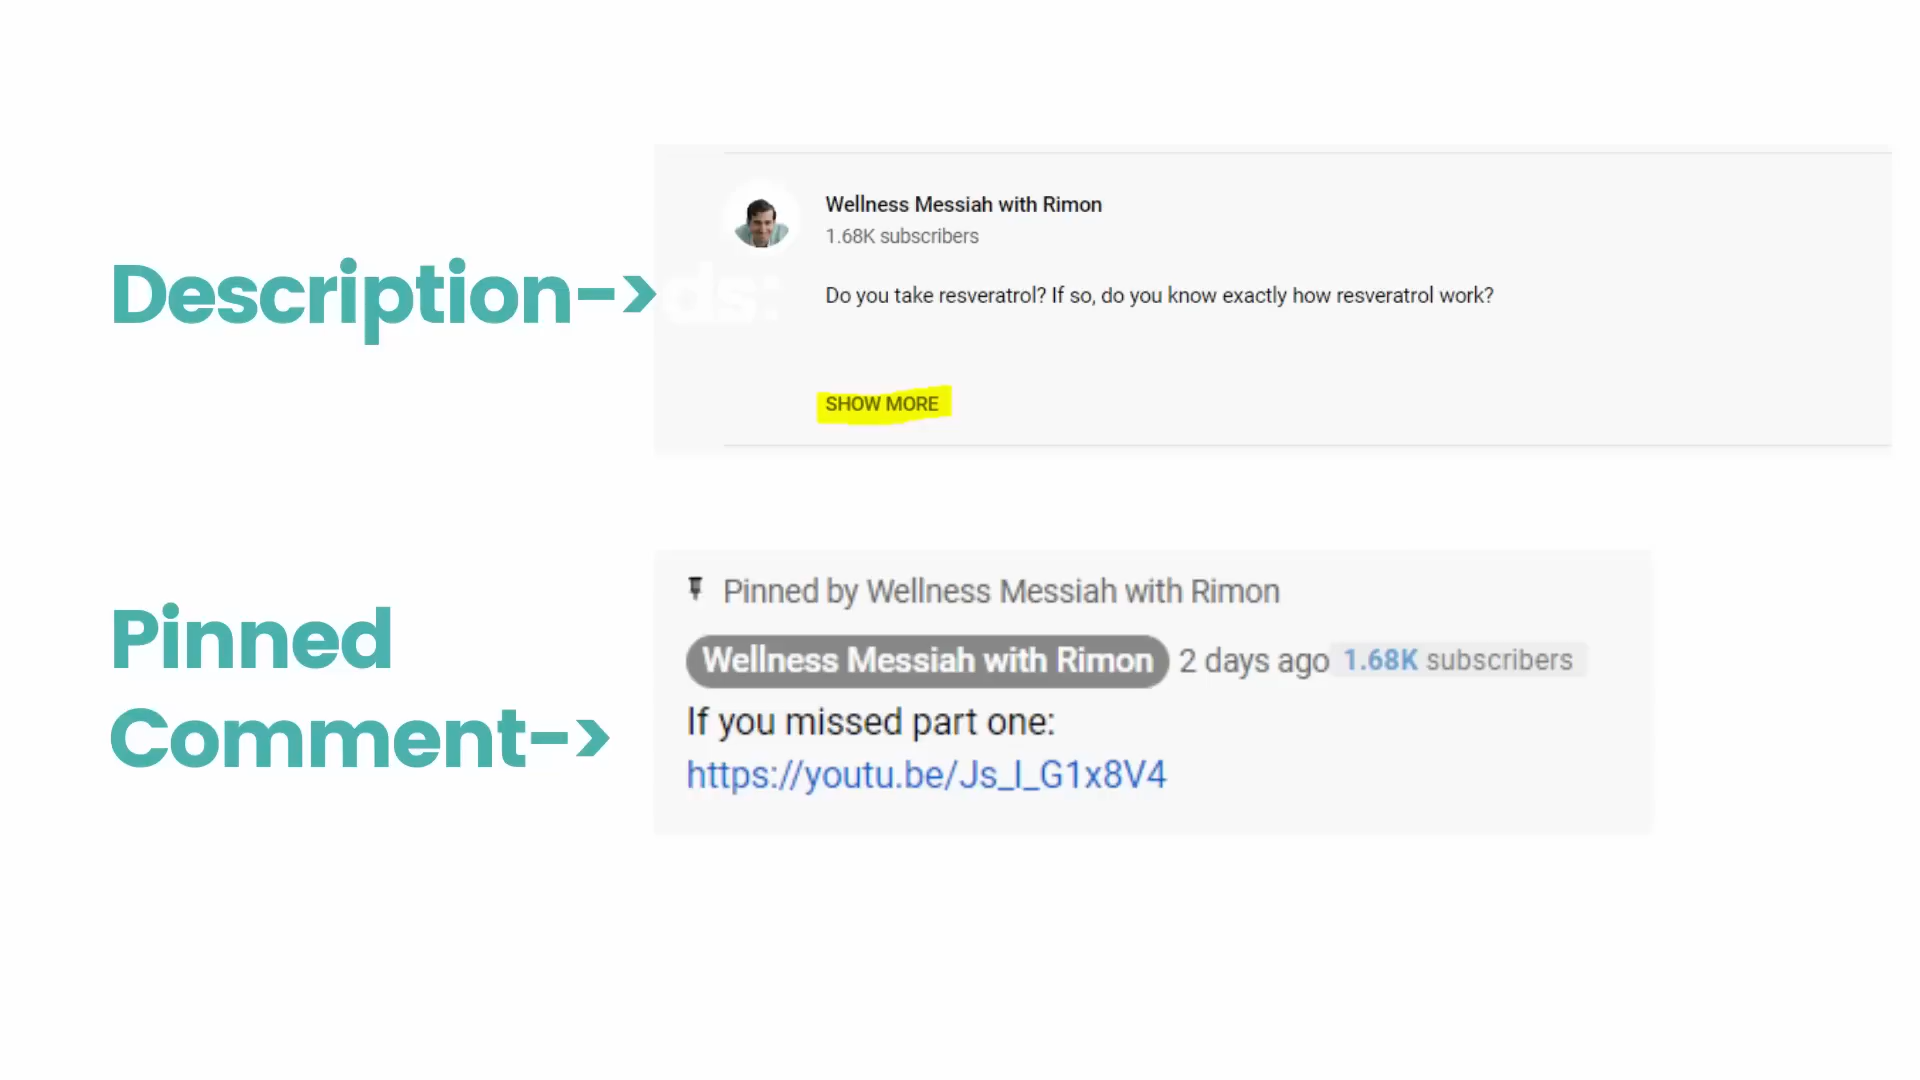 Wellness Messiah with Rimon
1.68K subscribers
Description->
ds:
Do you take resveratrol? If so, do you know exactly how resveratrol work?
SHOW MORE
Pinned by Wellness Messiah with Rimon
Pinned
Comment->
Wellness Messiah with Rimon 2 days ago 1.68K subscribers
If you missed part one:
https://youtu.be/Js_I_G1x8V4